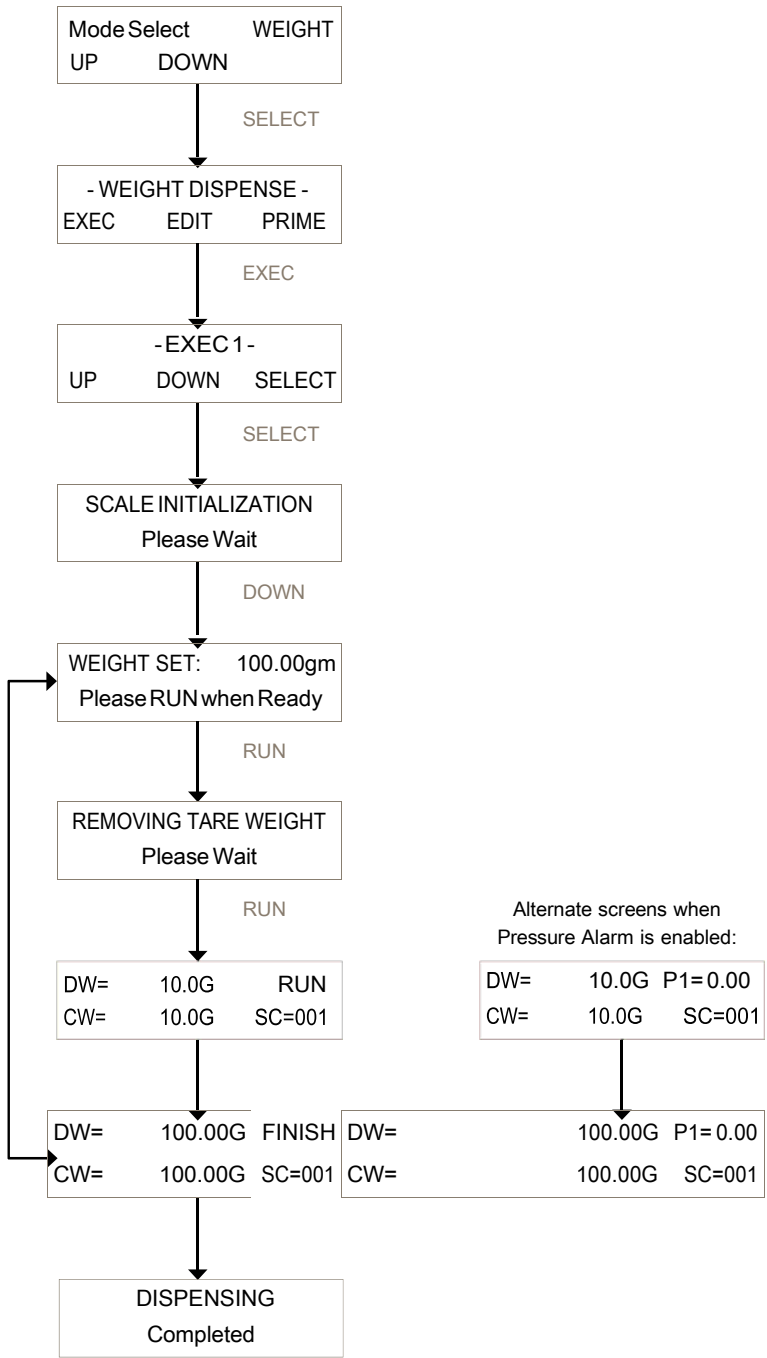 Mode Select WEIGHT
UP DOWN
SELECT
- WEIGHT DISPENSE -
EXEC EDIT PRIME
EXEC
- EXEC 1 -
UP DOWN SELECT
SELECT
SCALE INITIALIZATION
Please Wait
DOWN
WEIGHT SET: 100.00gm
Please RUN when Ready
RUN
REMOVING TARE WEIGHT
Please Wait
RUN
DW= 10.0G RUN
CW= 10.0G SC=001
Alternate screens when
Pressure Alarm is enabled:
DW= 10.0G P1= 0.00
CW= 10.0G SC=001
DW= 100.00G FINISH
CW= 100.00G SC=001
DW= 100.00G P1= 0.00
CW= 100.00G SC=001
DISPENSING
Completed